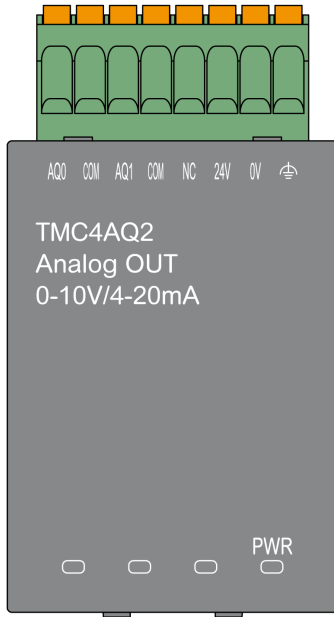 AQ0 COM AQ1 COM NC 24V 0V
TMC4AQ2
Analog OUT
0-10V/4-20mA
PWR